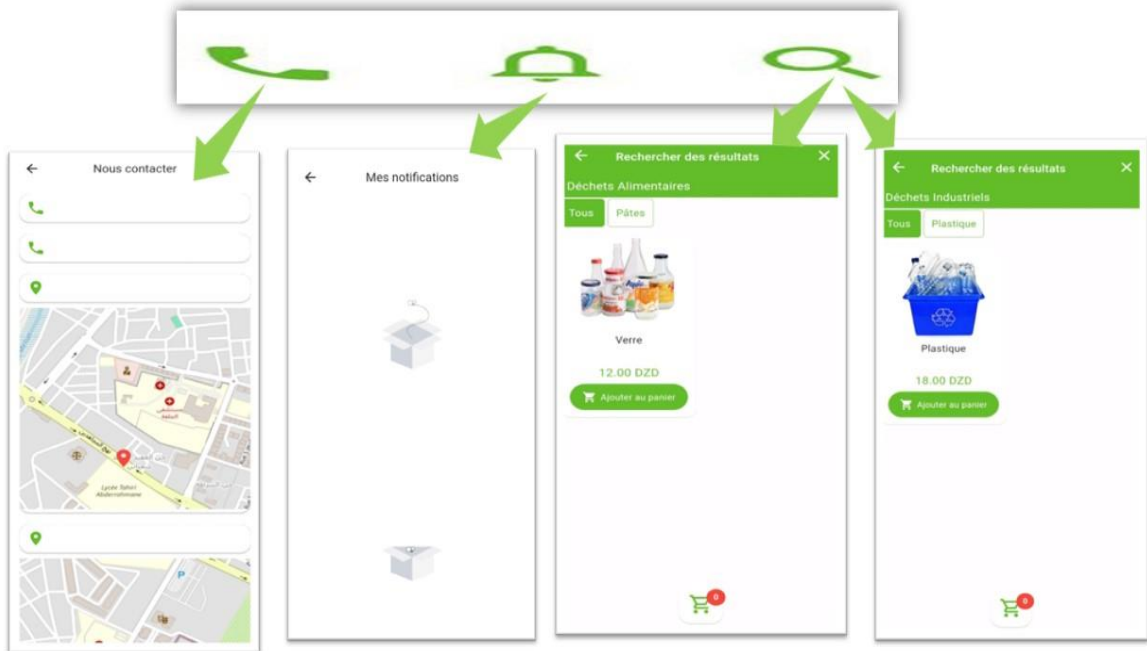 Nous contacter
Lycée Tahari
Abderrahmane
P
Mes notifications
Rechercher des résultats
Déchets Alimentaires
Tous
Pâtes
Verre
12.00 DZD
Ajouter au panier
0
Rechercher des résultats
Déchets Industriels
Tous
Plastique
Plastique
18.00 DZD
Ajouter au panier
0